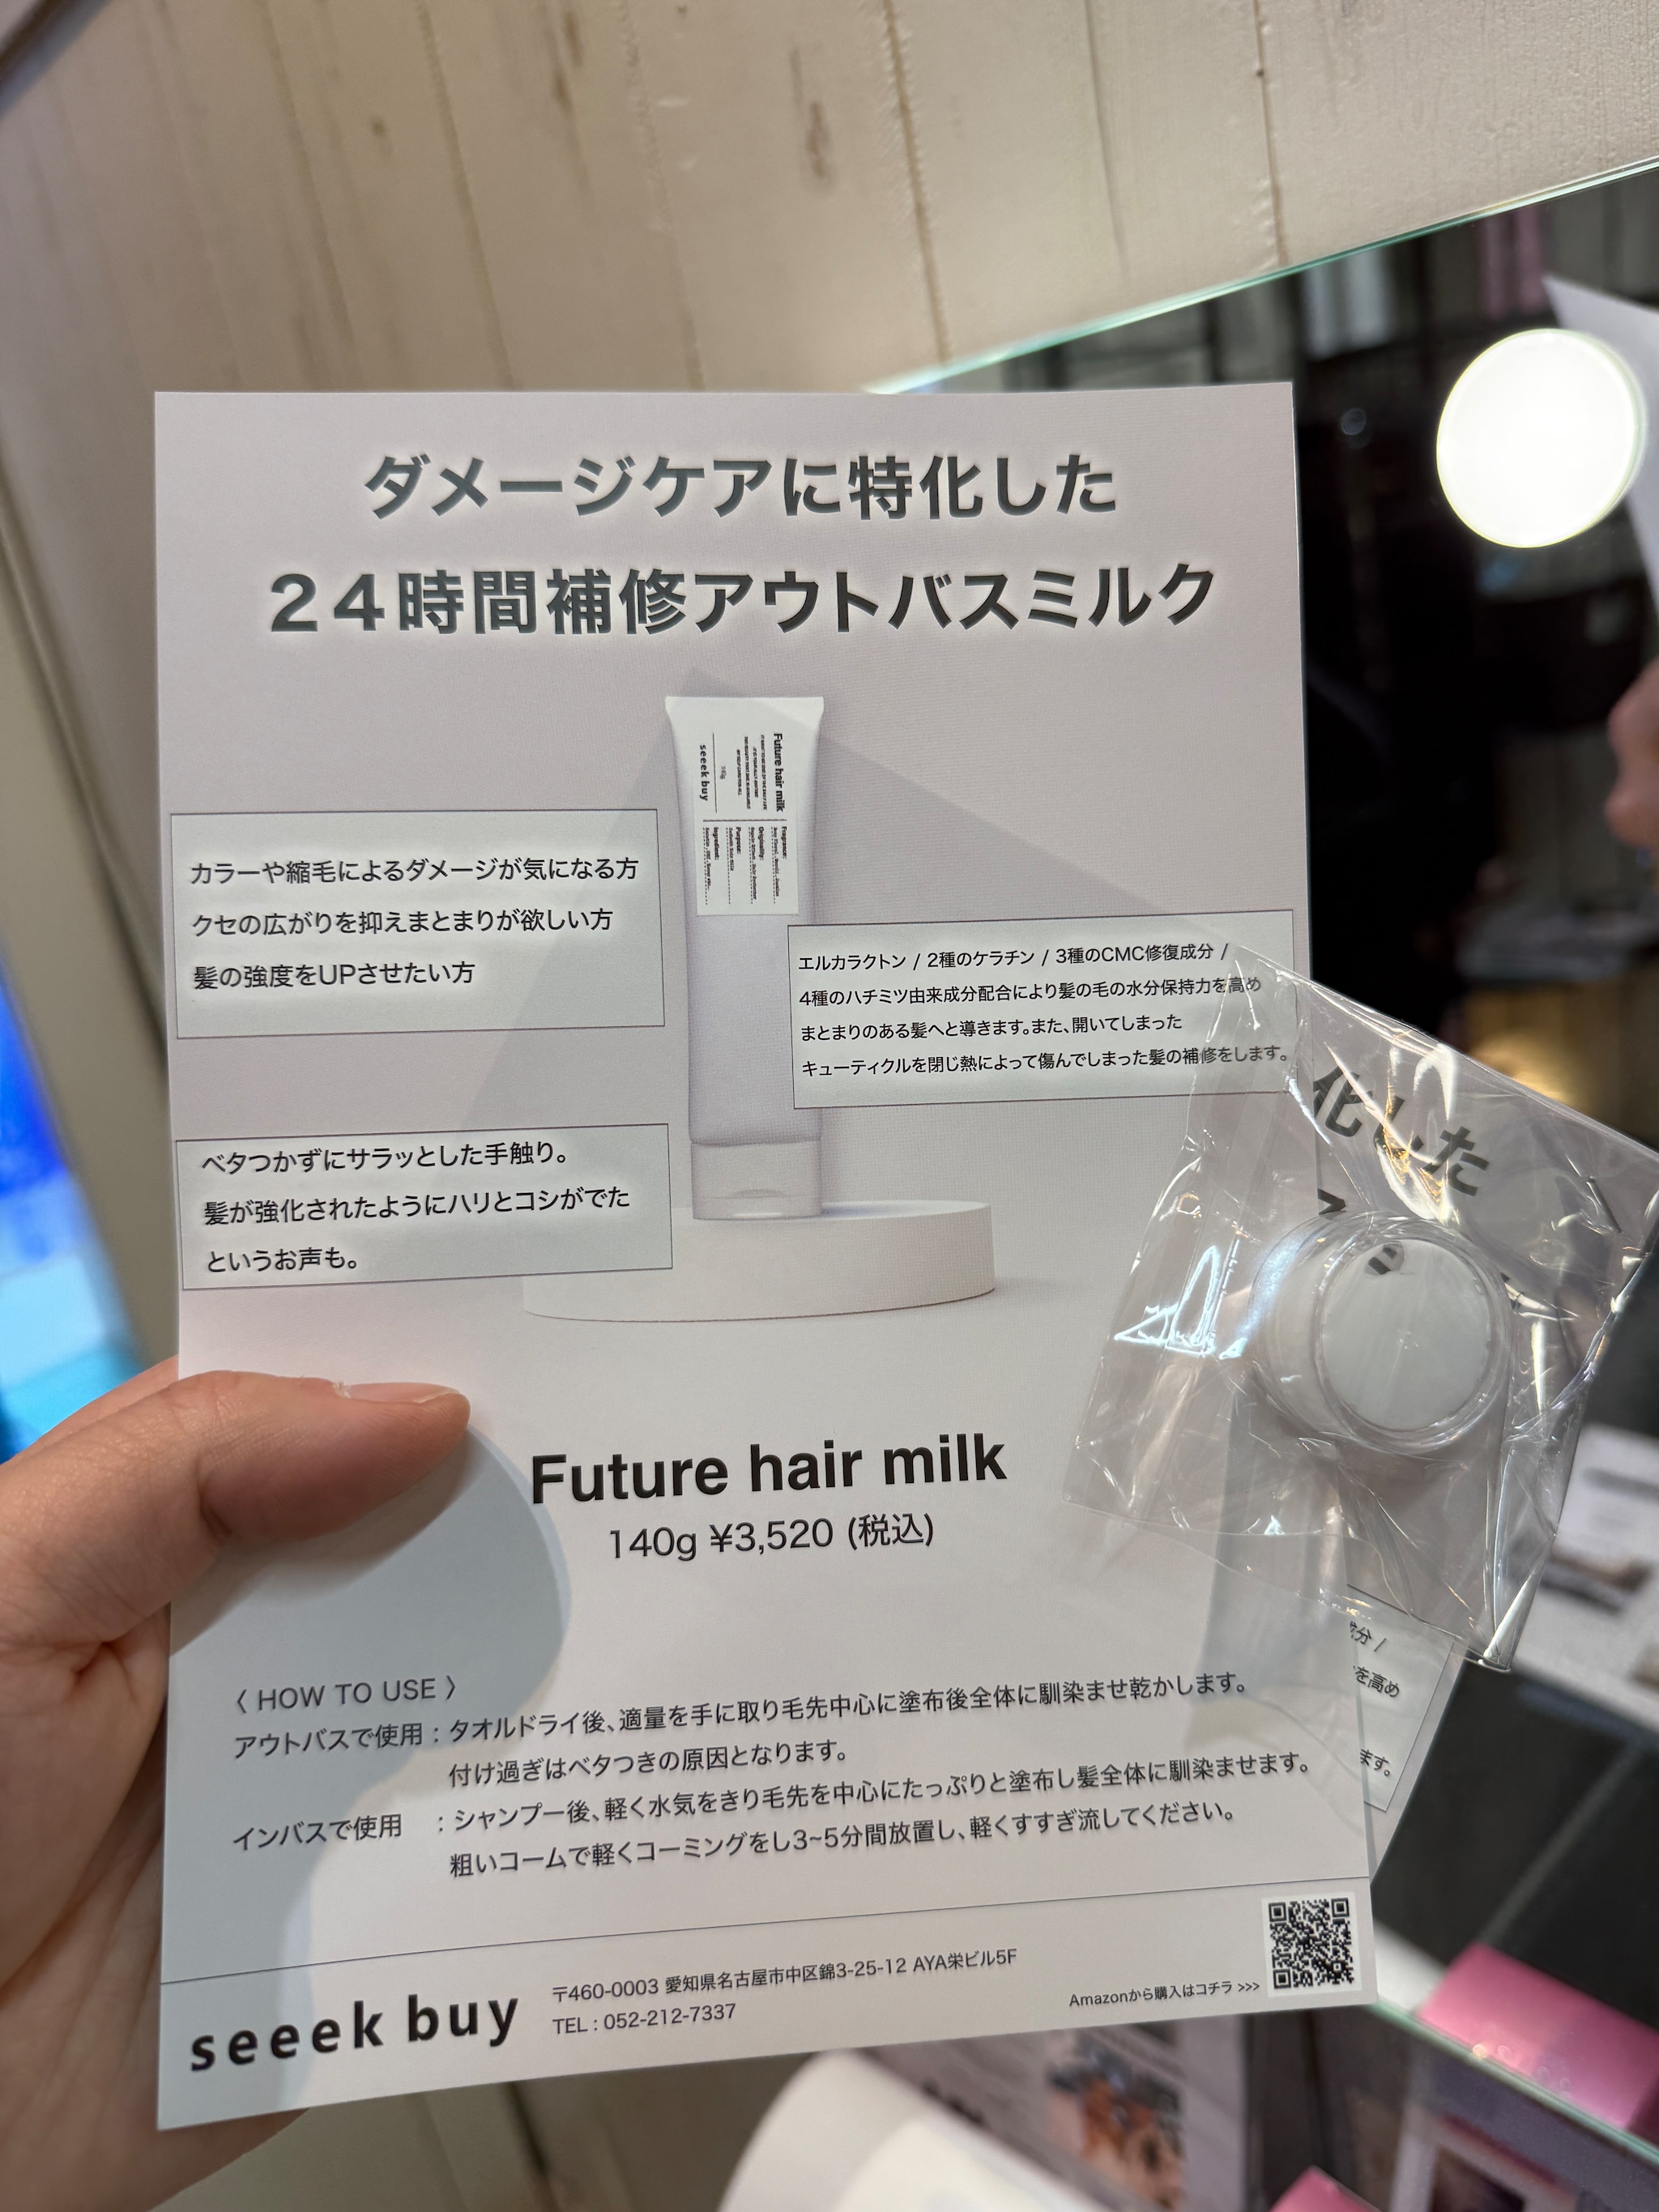 ダメージケアに特化した
24時間補修アウトバスミルク
Future hair milk
seeek buy
140g
Fragrance:
Originality:
Purpose:
Ingredient:
カラーや縮毛によるダメージが気になる方
クセの広がりを抑えまとまりが欲しい方
髪の強度をUPさせたい方
エルカラクトン / 2種のケラチン / 3種のCMC修復成分 /
4種のハチミツ由来成分配合により髪の毛の水分保持力を高め
まとまりのある髪へと導きます。また、開いてしまった
キューティクルを閉じ熱によって傷んでしまった髪の補修をします。
ベタつかずにサラッとした手触り。
髪が強化されたようにハリとコシがでた
というお声も。
化した
Future hair milk
140g ¥3,520 (税込)
分 /
を高め
ます。
〈 HOW TO USE 〉
アウトバスで使用 : タオルドライ後、適量を手に取り毛先中心に塗布後全体に馴染ませ乾かします。
付け過ぎはベタつきの原因となります。
インバスで使用 : シャンプー後、軽く水気をきり毛先を中心にたっぷりと塗布し髪全体に馴染ませます。
粗いコームで軽くコーミングをし3~5分間放置し、軽くすすぎ流してください。
seeek buy
〒460-0003 愛知県名古屋市中区錦3-25-12 AYA栄ビル5F
TEL : 052-212-7337
Amazonから購入はコチラ >>>